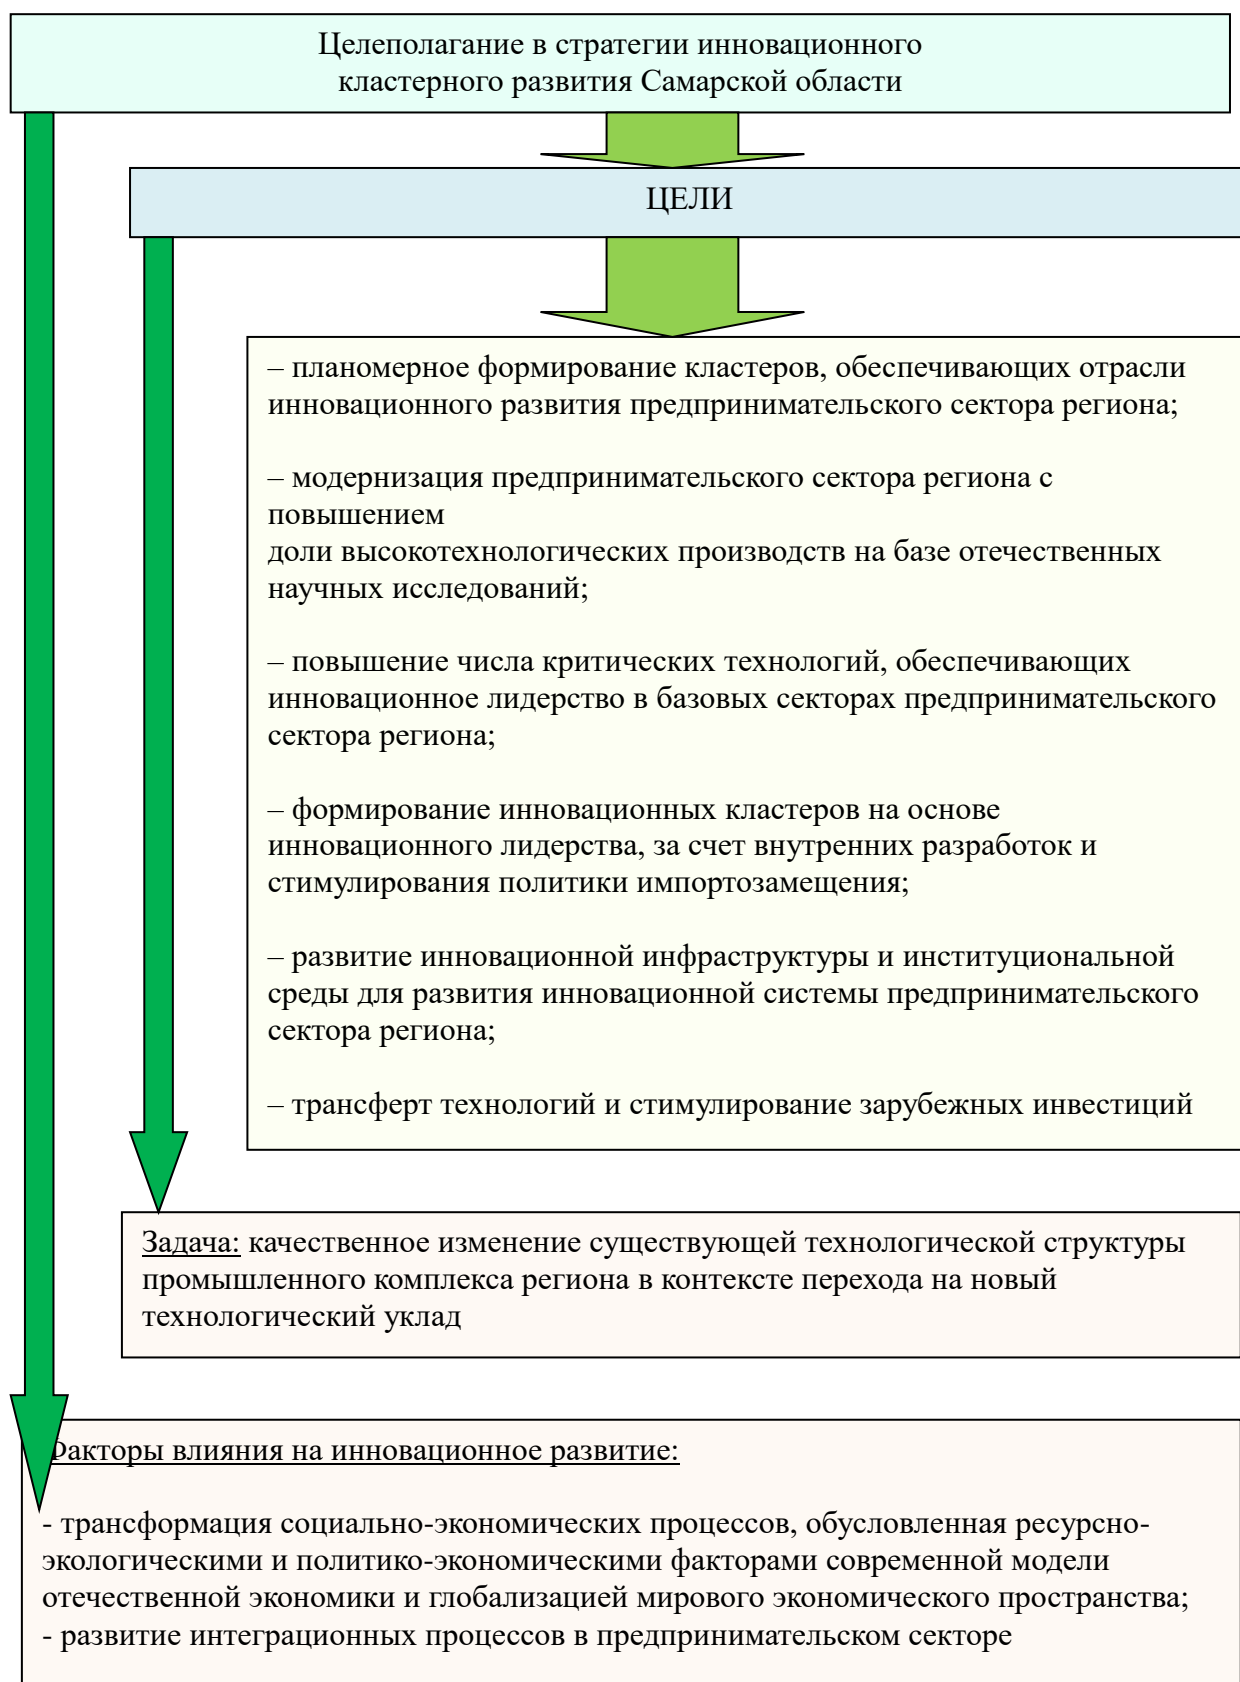 Целеполагание в стратегии инновационного
кластерного развития Самарской области
ЦЕЛИ
– планомерное формирование кластеров, обеспечивающих отрасли
инновационного развития предпринимательского сектора региона;
– модернизация предпринимательского сектора региона с
повышением
доли высокотехнологических производств на базе отечественных
научных исследований;
– повышение числа критических технологий, обеспечивающих
инновационное лидерство в базовых секторах предпринимательского
сектора региона;
– формирование инновационных кластеров на основе
инновационного лидерства, за счет внутренних разработок и
стимулирования политики импортозамещения;
– развитие инновационной инфраструктуры и институциональной
среды для развития инновационной системы предпринимательского
сектора региона;
– трансферт технологий и стимулирование зарубежных инвестиций
Задача: качественное изменение существующей технологической структуры
промышленного комплекса региона в контексте перехода на новый
технологический уклад
Факторы влияния на инновационное развитие:
- трансформация социально-экономических процессов, обусловленная ресурсно-
экологическими и политико-экономическими факторами современной модели
отечественной экономики и глобализацией мирового экономического пространства;
- развитие интеграционных процессов в предпринимательском секторе